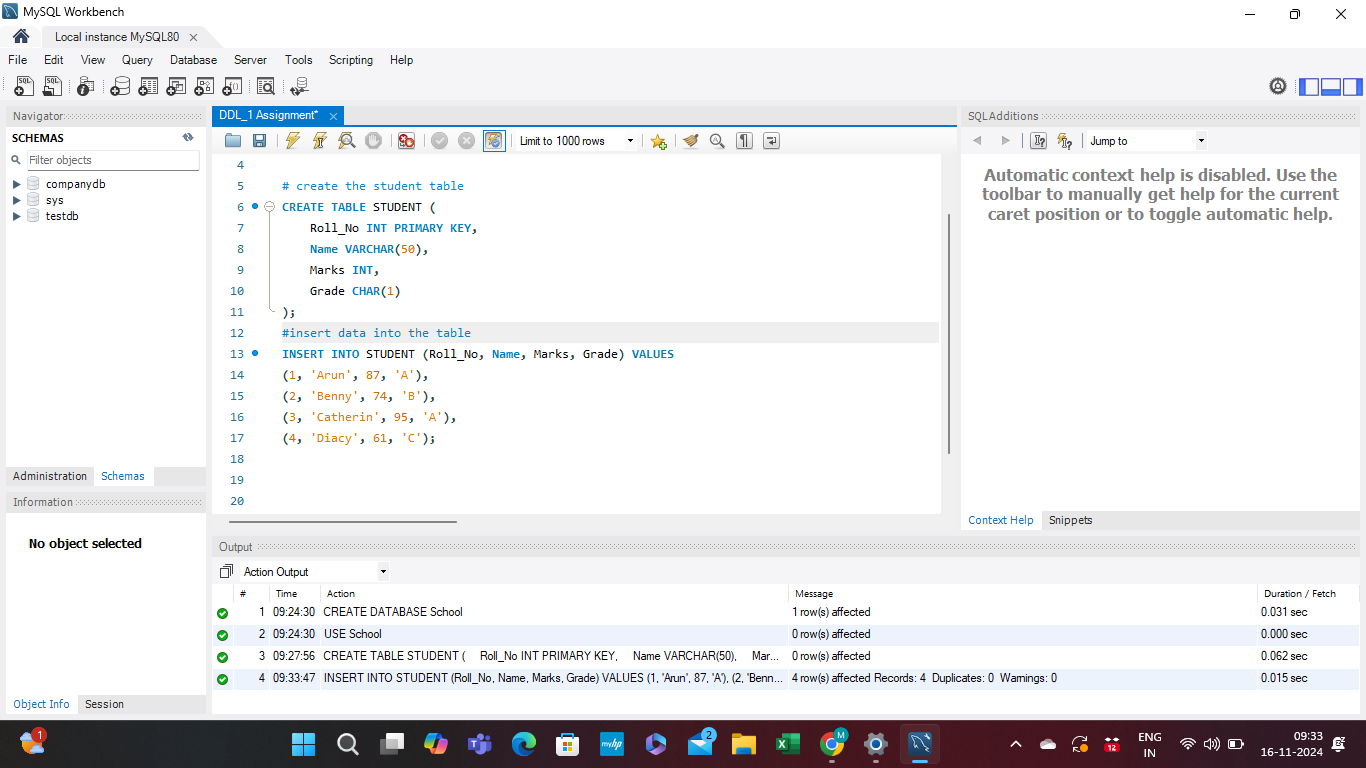 MySQL Workbench
Local instance MySQL80
File Edit View Query Database Server Tools Scripting Help
Navigator
SCHEMAS
Filter objects
companydb
sys
testdb
Administration Schemas
Information
No object selected
Object Info Session
DDL_1 Assignment*
Limit to 1000 rows
4
5 # create the student table
6 CREATE TABLE STUDENT (
7 Roll_No INT PRIMARY KEY,
8 Name VARCHAR(50),
9 Marks INT,
10 Grade CHAR(1)
11 );
12 #insert data into the table
13 INSERT INTO STUDENT (Roll_No, Name, Marks, Grade) VALUES
14 (1, 'Arun', 87, 'A'),
15 (2, 'Benny', 74, 'B'),
16 (3, 'Catherin', 95, 'A'),
17 (4, 'Diacy', 61, 'C');
18
19
20
SQLAdditions
Jump to
Automatic context help is disabled. Use the
toolbar to manually get help for the current
caret position or to toggle automatic help.
Context Help Snippets
Output
Action Output
# Time Action Message Duration / Fetch
1 09:24:30 CREATE DATABASE School 1 row(s) affected 0.031 sec
2 09:24:30 USE School 0 row(s) affected 0.000 sec
3 09:27:56 CREATE TABLE STUDENT ( Roll_No INT PRIMARY KEY, Name VARCHAR(50), Mar... 0 row(s) affected 0.062 sec
4 09:33:47 INSERT INTO STUDENT (Roll_No, Name, Marks, Grade) VALUES (1, 'Arun', 87, 'A'), (2, 'Benn... 4 row(s) affected Records: 4 Duplicates: 0 Warnings: 0 0.015 sec
1
myhp
2
M
12
ENG
IN
09:33
16-11-2024